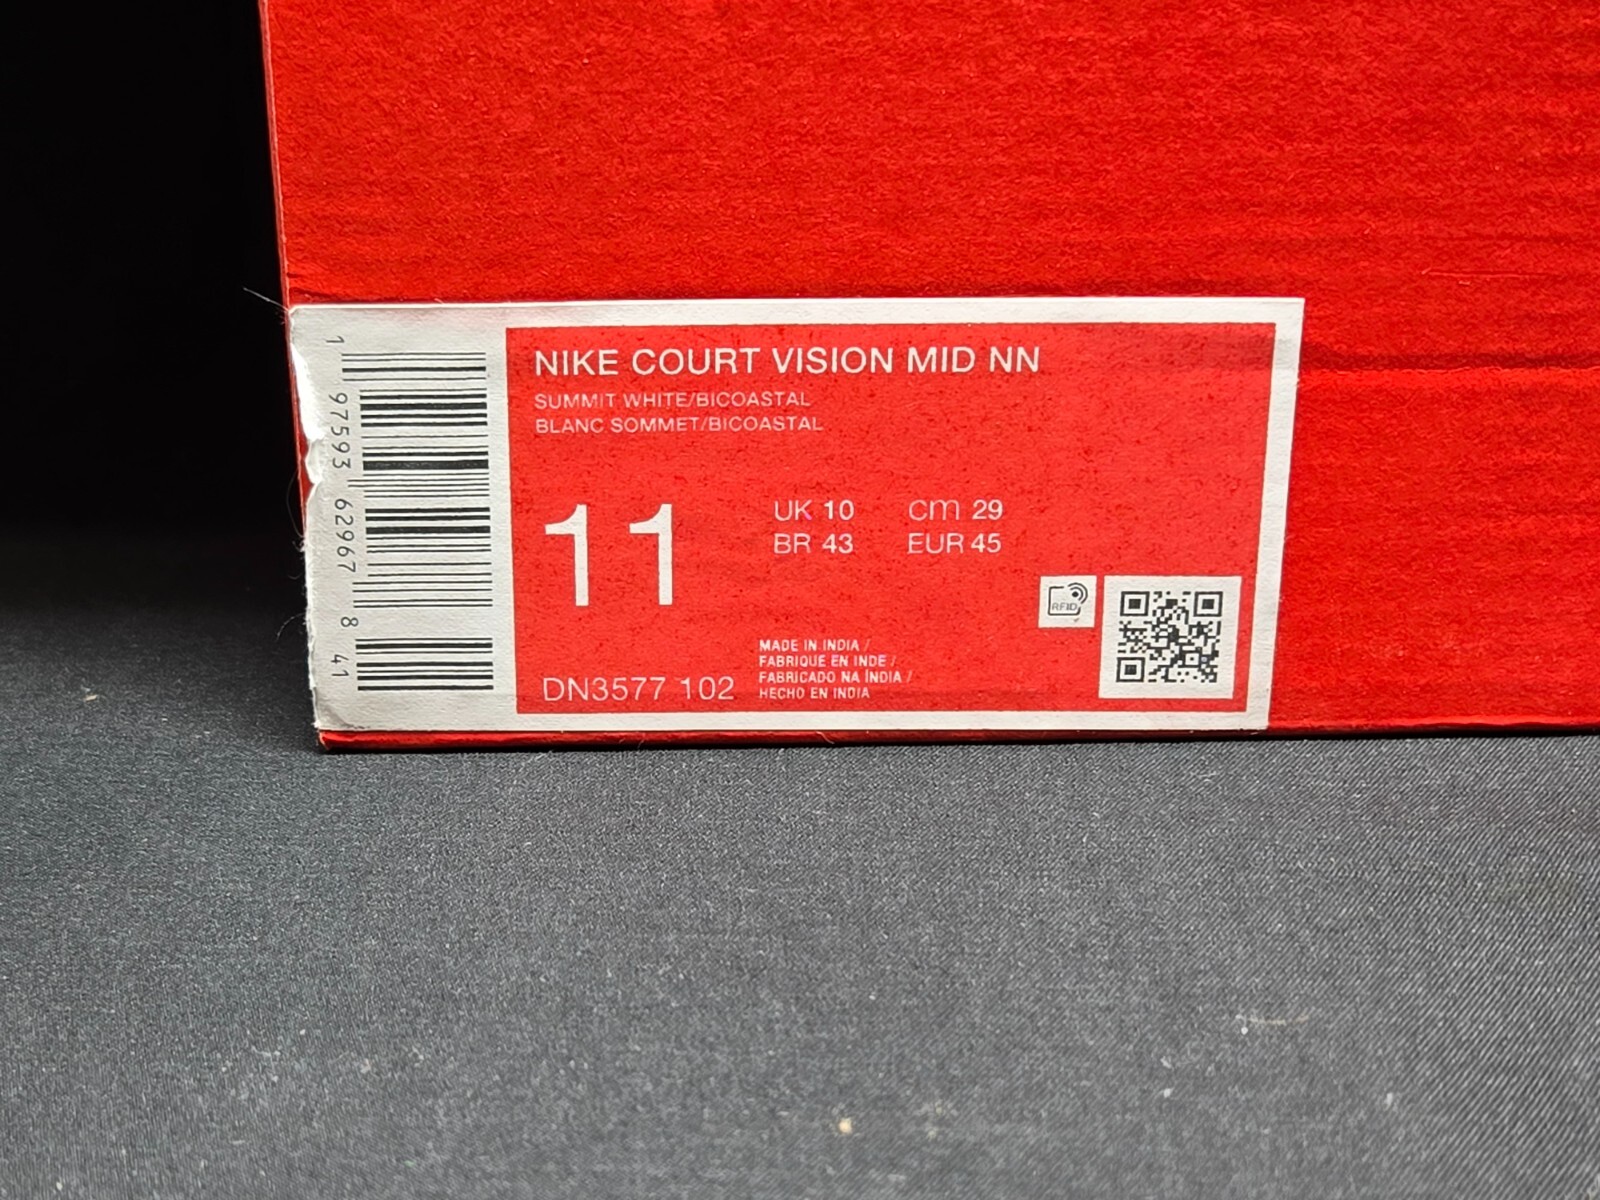 NIKE COURT VISION MID NN
SUMMIT WHITE/BICOASTAL
BLANC SOMMET/BICOASTAL
11
UK 10 cm 29
BR 43 EUR 45
RFID
MADE IN INDIA /
FABRIQUE EN INDE /
FABRICADO NA ÍNDIA /
HECHO EN INDIA
DN3577 102
1 97593 62967 8 41